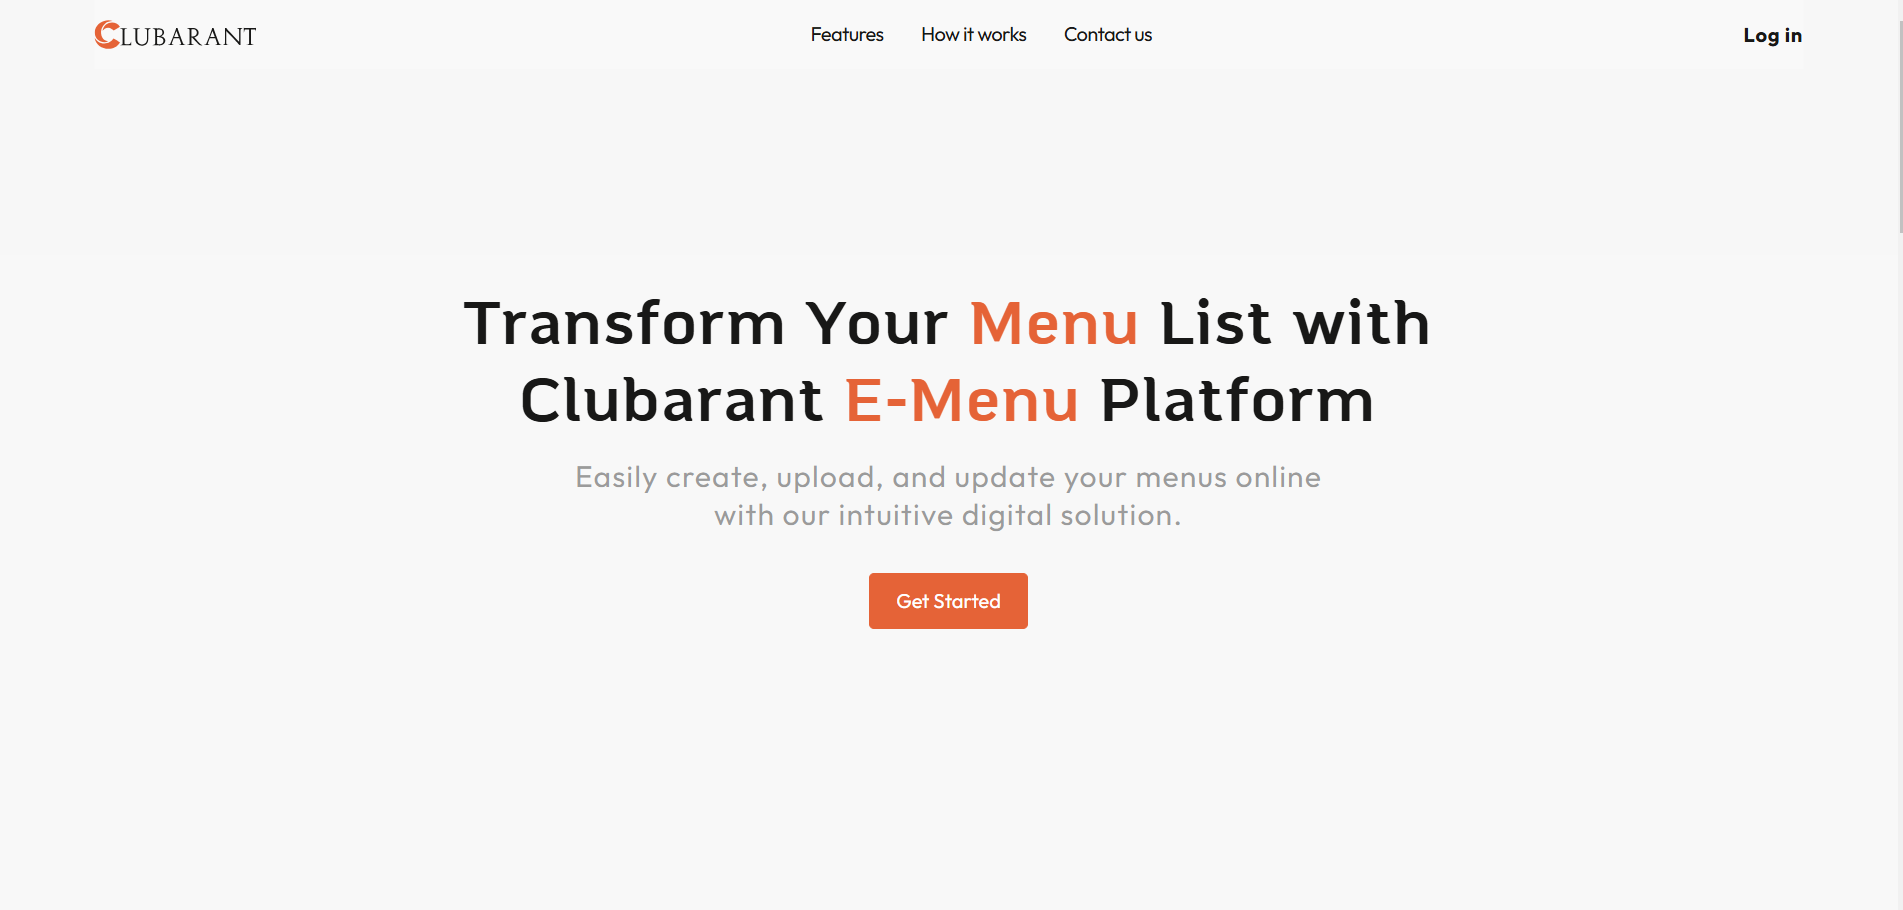 CLUBARANT
Features
How it works
Contact us
Log in
Transform Your Menu List with
Clubarant E-Menu Platform
Easily create, upload, and update your menus online
with our intuitive digital solution.
Get Started